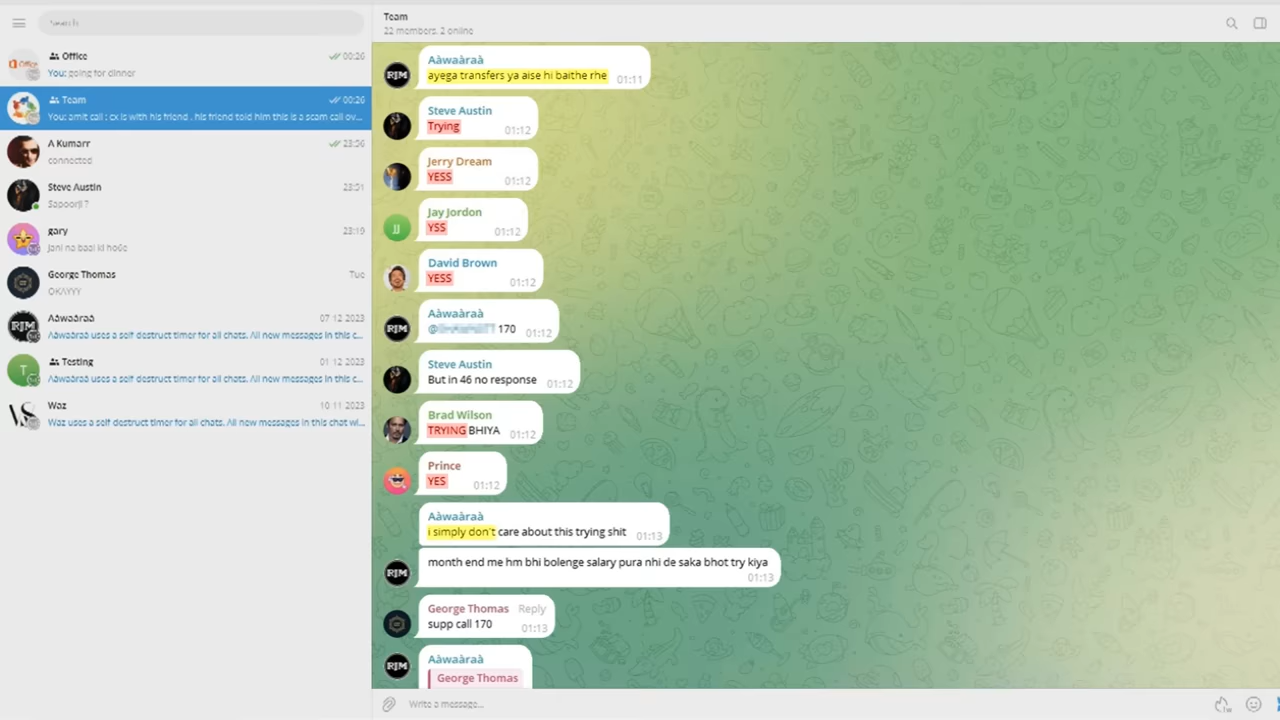 Search
Office
00:26
You: going for dinner
Team
00:26
You: amit call : cx is with his friend . his friend told him this is a scam call ov...
A Kumarr
23:56
connected
Steve Austin
Sapoorji ?
gary
23:19
George Thomas
Tue
OKAYYY
Aàwaàraà
07-12-2023
Aàwaàraà uses a self-destruct timer for all chats. All new messages in this c...
Testing
01-12-2023
Aàwaàraà uses a self-destruct timer for all chats. All new messages in this c...
Waz
10-11-2023
Waz uses a self-destruct timer for all chats. All new messages in this chat wi...
Team
22 members, 2 online
Aàwaàraà
ayega transfers ya aise hi baithe rhe 01:11
Steve Austin
Trying 01:12
Jerry Dream
YESS 01:12
Jay Jordon
JJ
YSS 01:12
David Brown
YESS 01:12
Aàwaàraà
RJM
@ 170 01:12
Steve Austin
But in 46 no response 01:12
Brad Wilson
TRYING BHIYA 01:12
Prince
YES 01:12
Aàwaàraà
i simply don't care about this trying shit 01:13
RJM
month end me hm bhi bolenge salary pura nhi de saka bhot try kiya
01:13
George Thomas Reply
supp call 170 01:13
Aàwaàraà
RJM
George Thomas
Write a message...